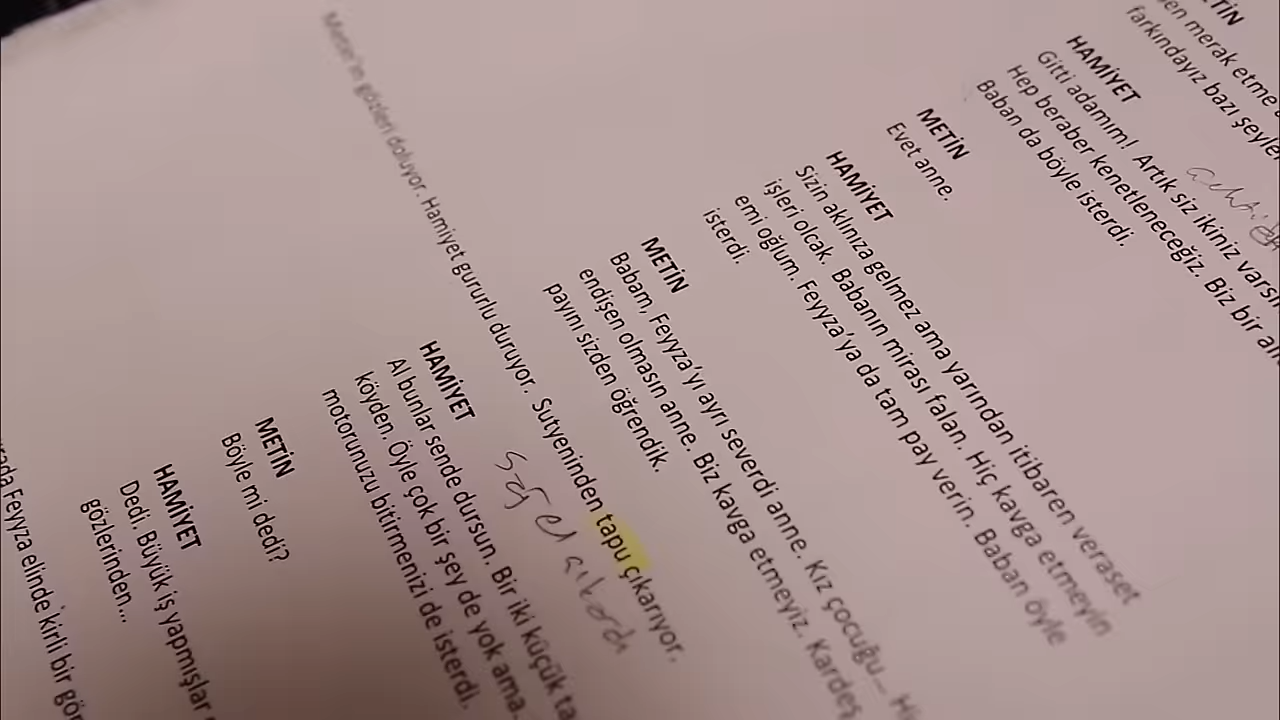 TİN
merak etme
farkındayız bazı
HAMİYET
Gitti adamım! Artık siz ikiniz
Hep beraber kenetleneceğiz. Biz bir
Baban da böyle isterdi.
METİN
Evet anne.
HAMİYET
Sizin aklınıza gelmez ama yarından itibaren veraset
işleri olcak. Babanın mirası falan. Hiç kavga etmeyin
emi oğlum. Feyyza'ya da tam pay verin. Baban öyle
isterdi.
METİN
Babam, Feyyza'yı ayrı severdi anne. Kız çocuğu –
endişen olmasın anne. Biz kavga etmeyiz. Kardeş
payını sizden öğrendik.
Metin'in gözleri doluyor. Hamiyet gururlu duruyor. Sutyeninden tapu çıkarıyor.
HAMİYET
Al bunlar sende dursun. Bir iki küçük
köyden. Öyle çok bir şey de yok ama.
motorunuzu bitirmenizi de isterdi.
METİN
Böyle mi dedi?
HAMİYET
Dedi. Büyük iş yapmışlar
gözlerinden...
Feyyza elinde kirli bir